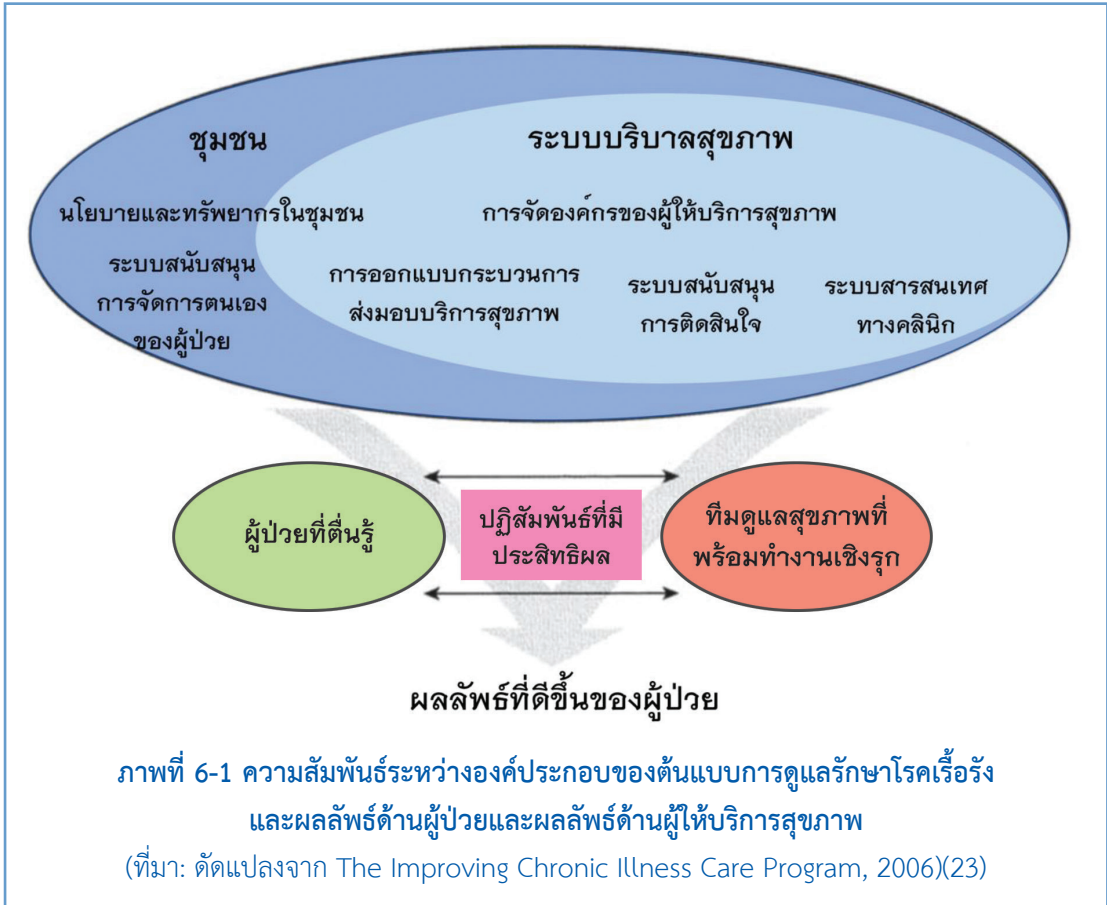 ชุมชน
ระบบบริบาลสุขภาพ
นโยบายและทรัพยากรในชุมชน
การจัดองค์กรของผู้ให้บริการสุขภาพ
ระบบสนับสนุน
การจัดการตนเอง
ของผู้ป่วย
การออกแบบกระบวนการ
ส่งมอบบริการสุขภาพ
ระบบสนับสนุน
การติดสินใจ
ระบบสารสนเทศ
ทางคลินิก
ผู้ป่วยที่ตื่นรู้
ปฏิสัมพันธ์ที่มี
ประสิทธิผล
ทีมดูแลสุขภาพที่
พร้อมทำงานเชิงรุก
ผลลัพธ์ที่ดีขึ้นของผู้ป่วย
ภาพที่ 6-1 ความสัมพันธ์ระหว่างองค์ประกอบของต้นแบบการดูแลรักษาโรคเรื้อรัง
และผลลัพธ์ด้านผู้ป่วยและผลลัพธ์ด้านผู้ให้บริการสุขภาพ
(ที่มา: ดัดแปลงจาก The Improving Chronic Illness Care Program, 2006)(23)